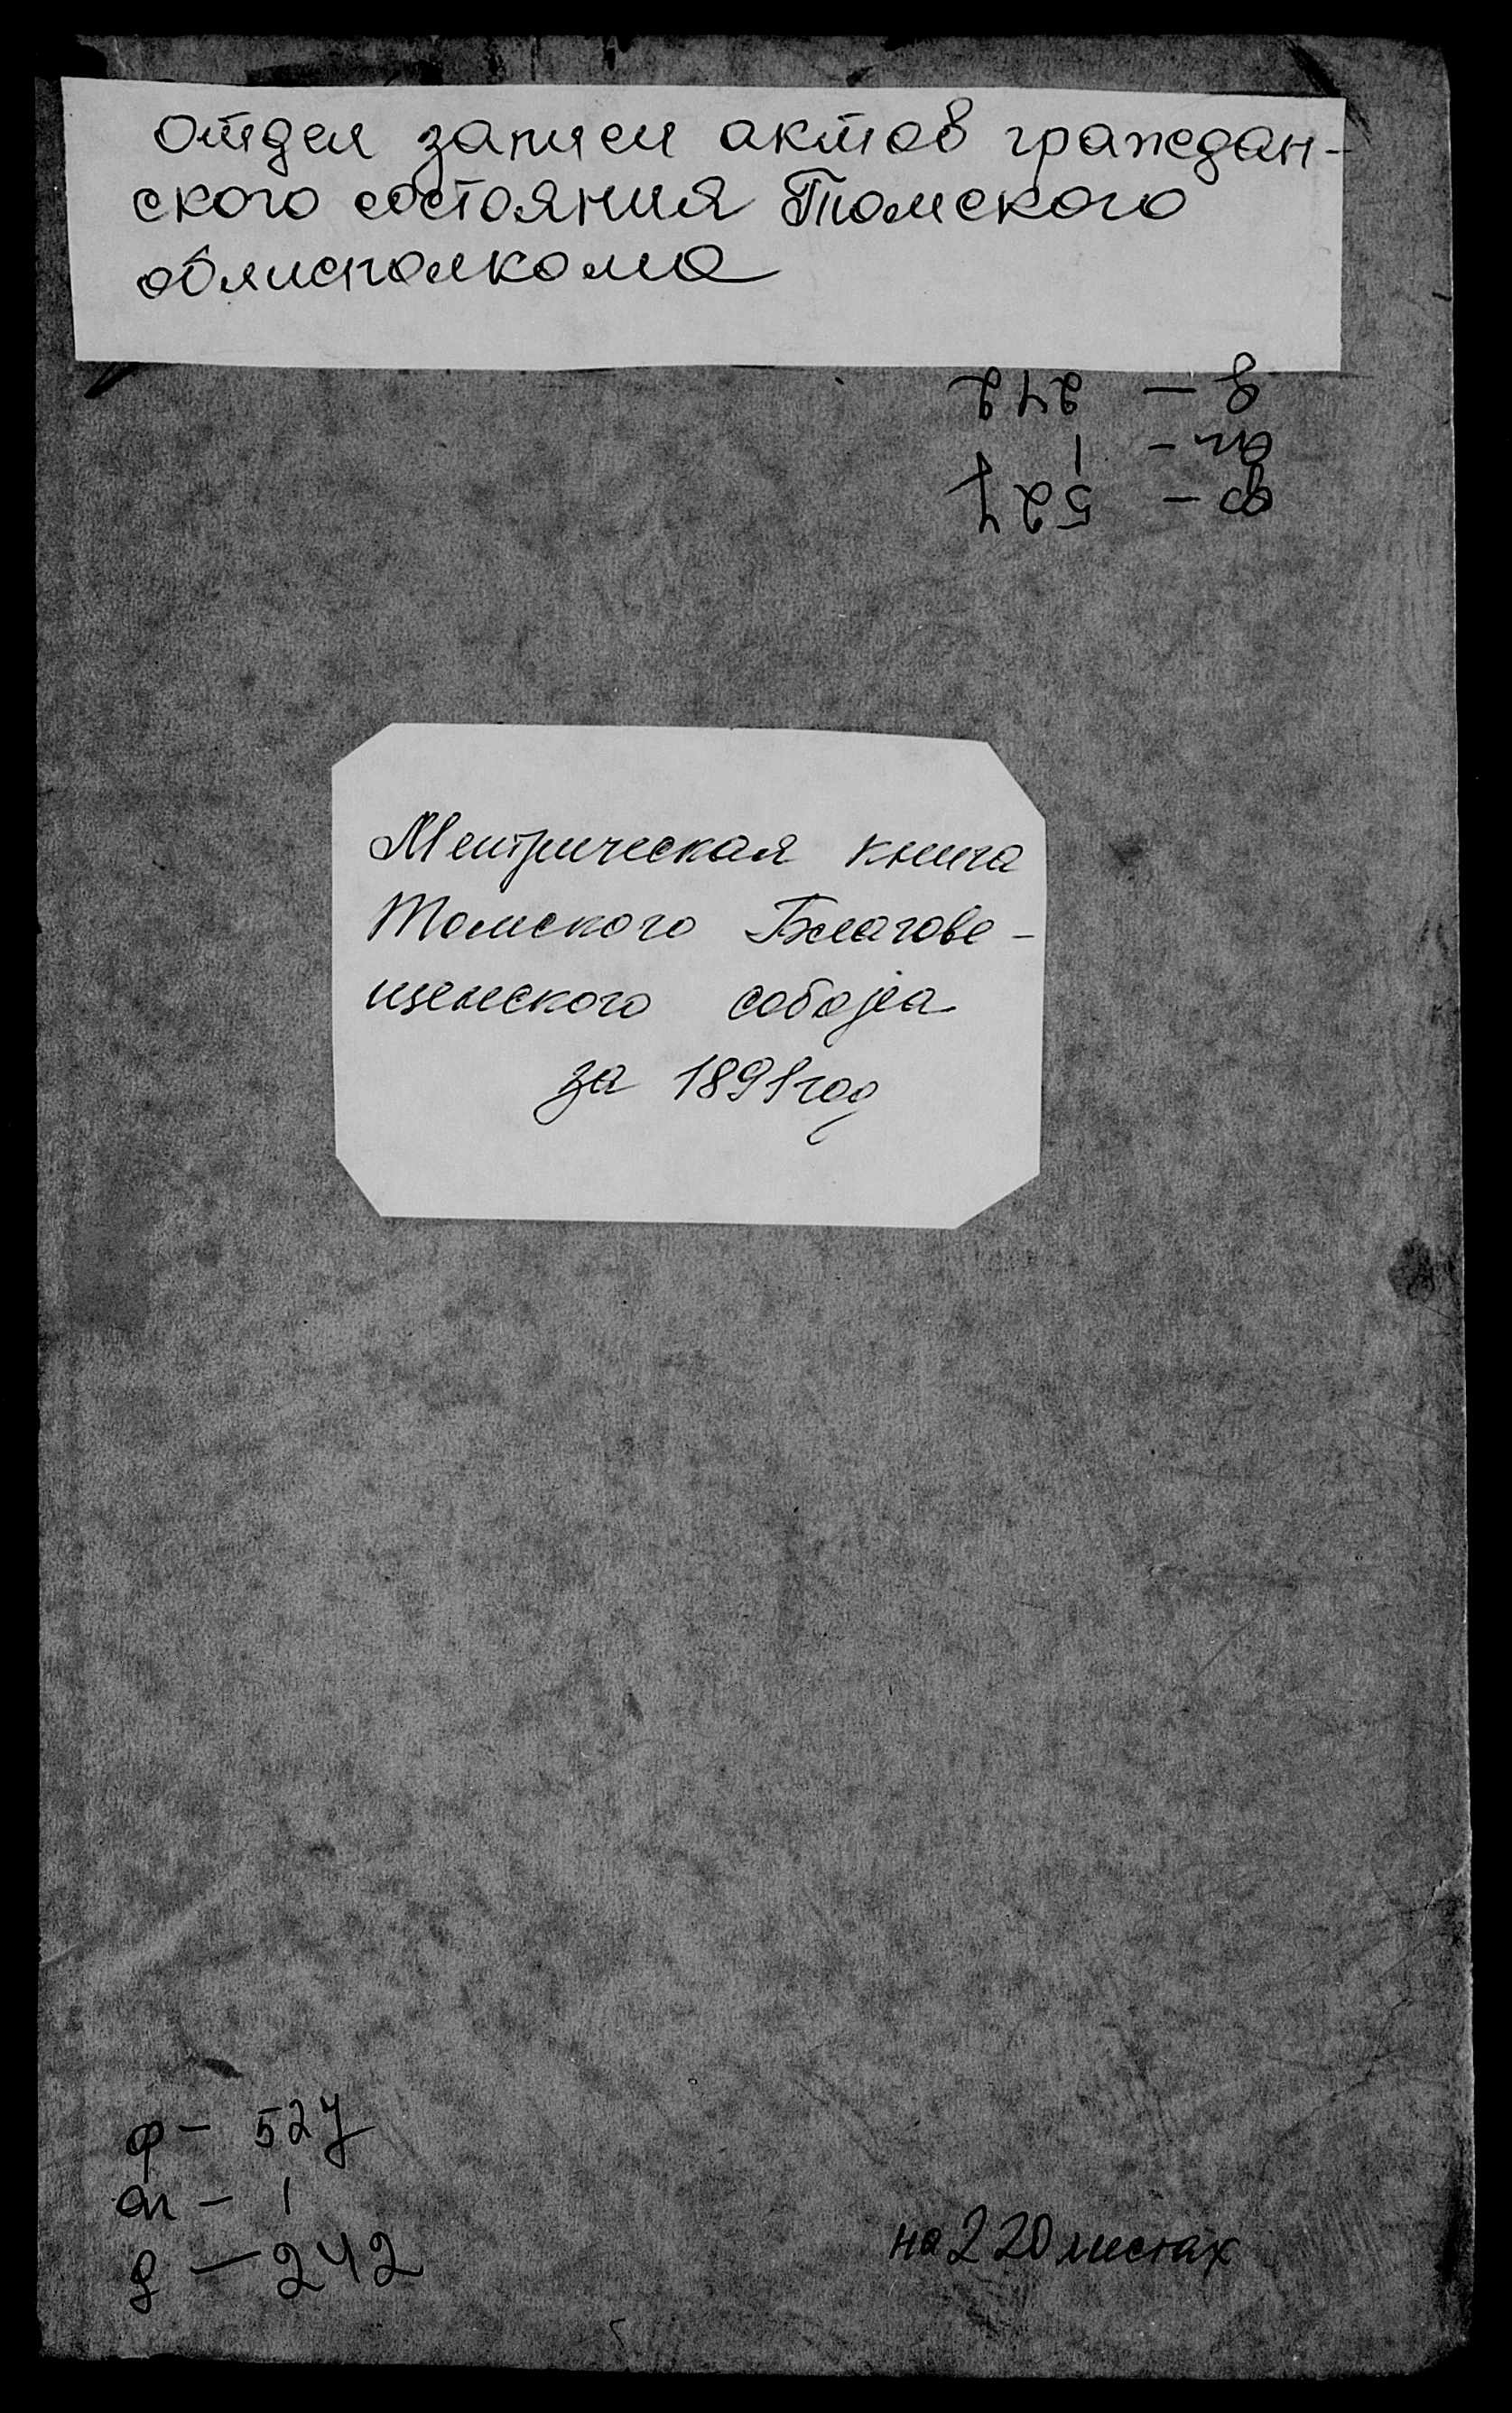 отдел записи актов граждан-
ского состояния Томского
облисполкома
д - 242
оп - 1
ф - 527
Метрическая книга
Томского Благове-
щенского собора
за 1891 год
ф - 527
оп - 1
д - 242
на 220 листах